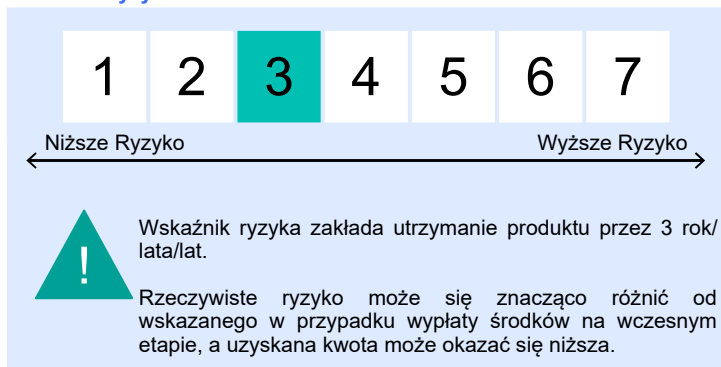 1 2 3 4 5 6 7
Niższe Ryzyko Wyższe Ryzyko
!
Wskaźnik ryzyka zakłada utrzymanie produktu przez 3 rok/
lata/lat.
Rzeczywiste ryzyko może się znacząco różnić od
wskazanego w przypadku wypłaty środków na wczesnym
etapie, a uzyskana kwota może okazać się niższa.